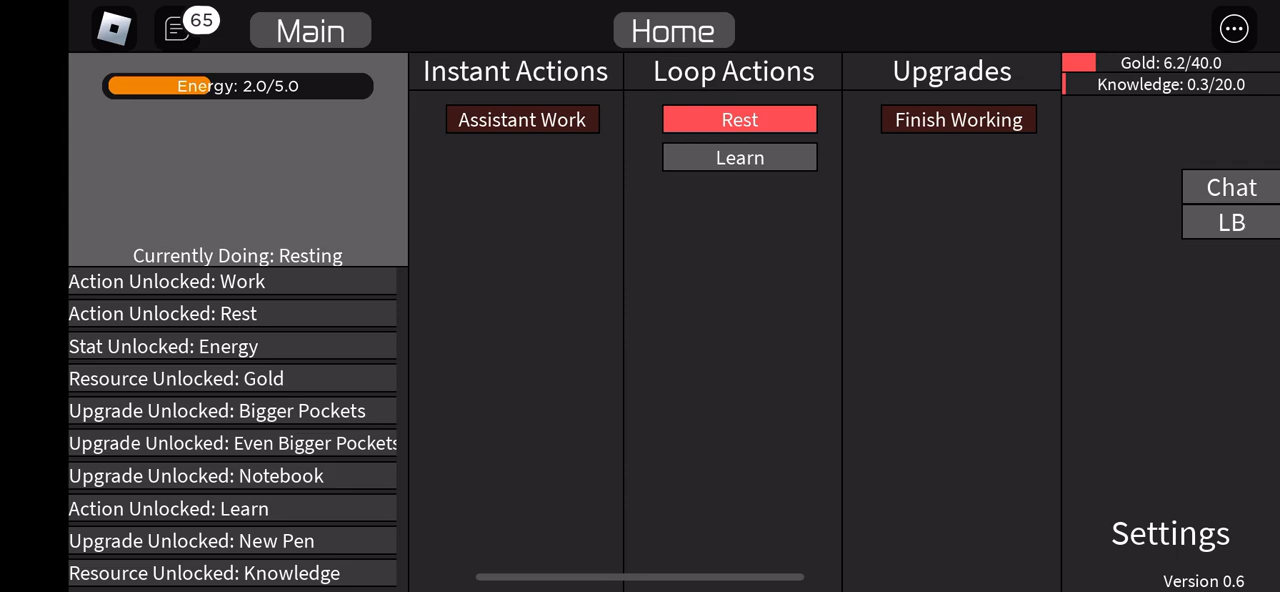 65
Main
Home
Energy: 2.0/5.0
Currently Doing: Resting
Action Unlocked: Work
Action Unlocked: Rest
Stat Unlocked: Energy
Resource Unlocked: Gold
Upgrade Unlocked: Bigger Pockets
Upgrade Unlocked: Even Bigger Pockets
Upgrade Unlocked: Notebook
Action Unlocked: Learn
Upgrade Unlocked: New Pen
Resource Unlocked: Knowledge
Instant Actions
Assistant Work
Loop Actions
Rest
Learn
Upgrades
Finish Working
Gold: 6.2/40.0
Knowledge: 0.3/20.0
Chat
LB
Settings
Version 0.6